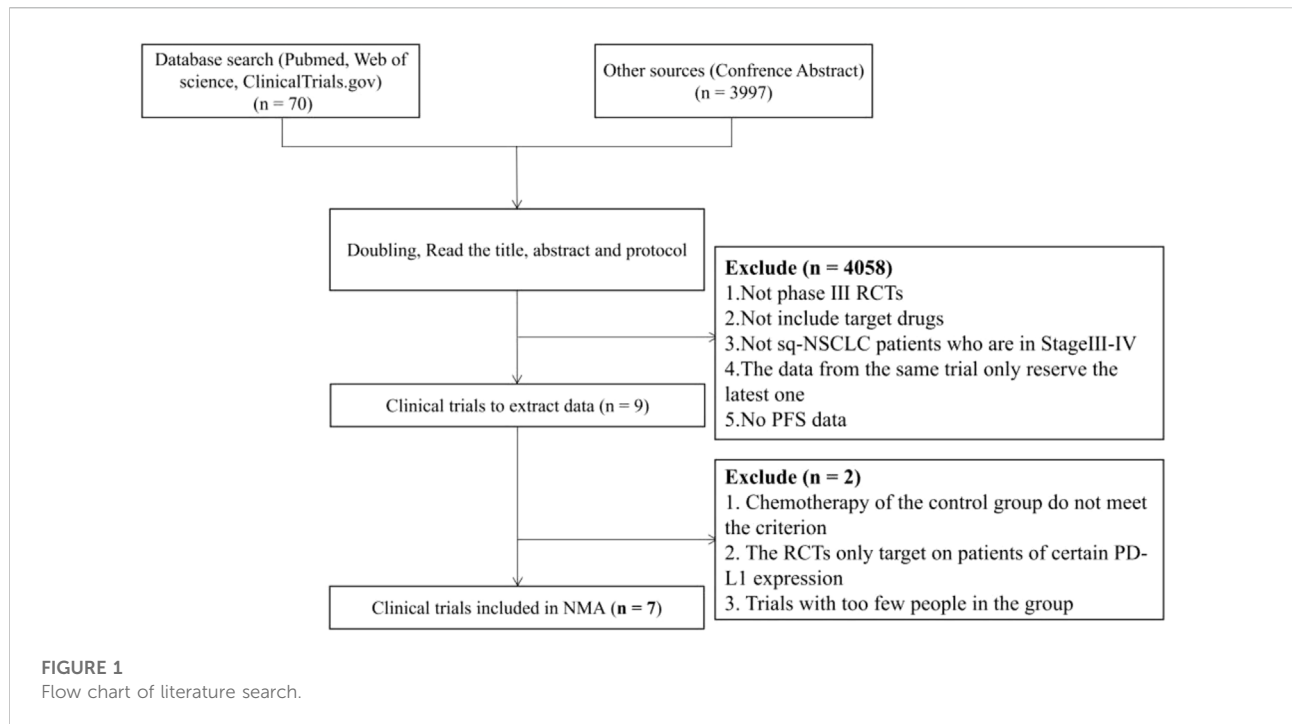 Database search (Pubmed, Web of
science, ClinicalTrials.gov)
(n = 70)
Other sources (Confrence Abstract)
(n = 3997)
Doubling, Read the title, abstract and protocol
Exclude (n = 4058)
1.Not phase III RCTs
2.Not include target drugs
3.Not sq-NSCLC patients who are in StageIII-IV
4.The data from the same trial only reserve the
latest one
5.No PFS data
Clinical trials to extract data (n = 9)
Exclude (n = 2)
1. Chemotherapy of the control group do not meet
the criterion
2. The RCTs only target on patients of certain PD-
L1 expression
3. Trials with too few people in the group
Clinical trials included in NMA (n = 7)
FIGURE 1
Flow chart of literature search.